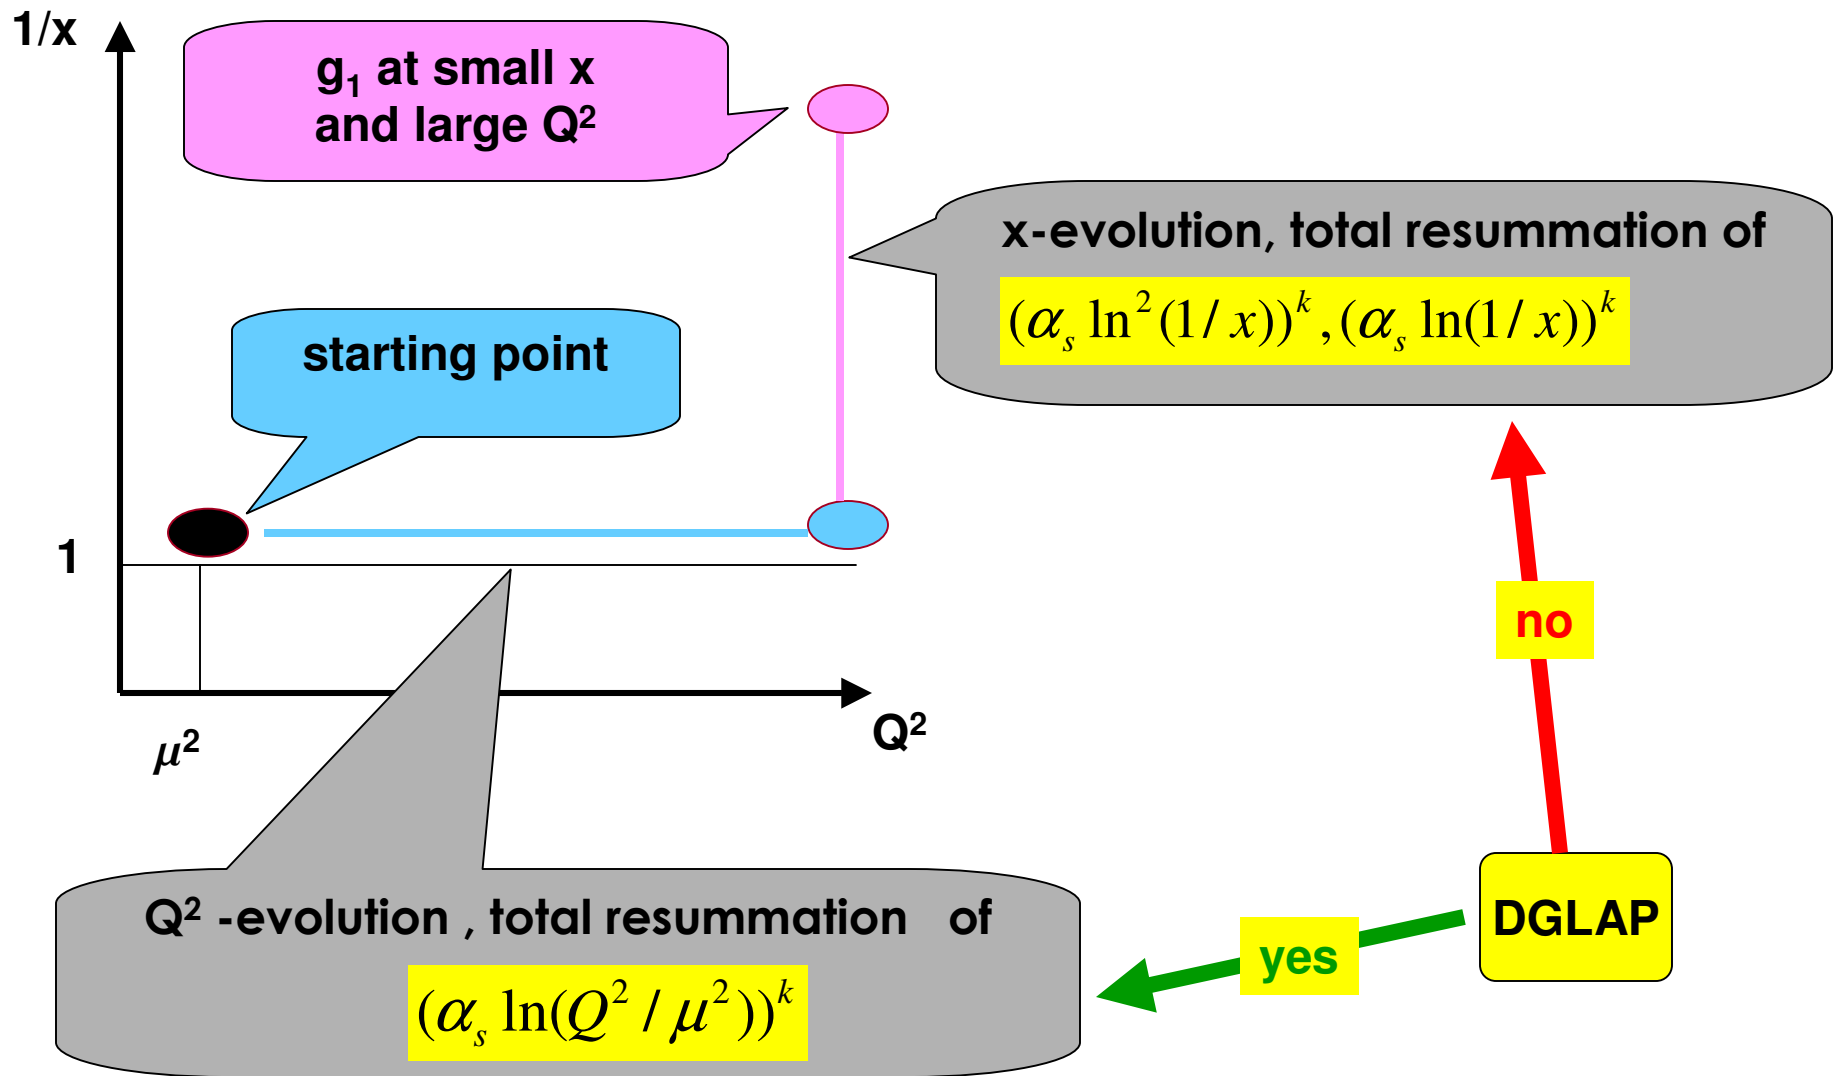 1/x
g₁ at small x
and large Q²
x-evolution, total resummation of
(αₛ ln²(1/x))ᵏ,(αₛ ln(1/x))ᵏ
starting point
1
no
μ²
Q²
DGLAP
yes
Q² -evolution , total resummation of
(αₛ ln(Q²/μ²))ᵏ